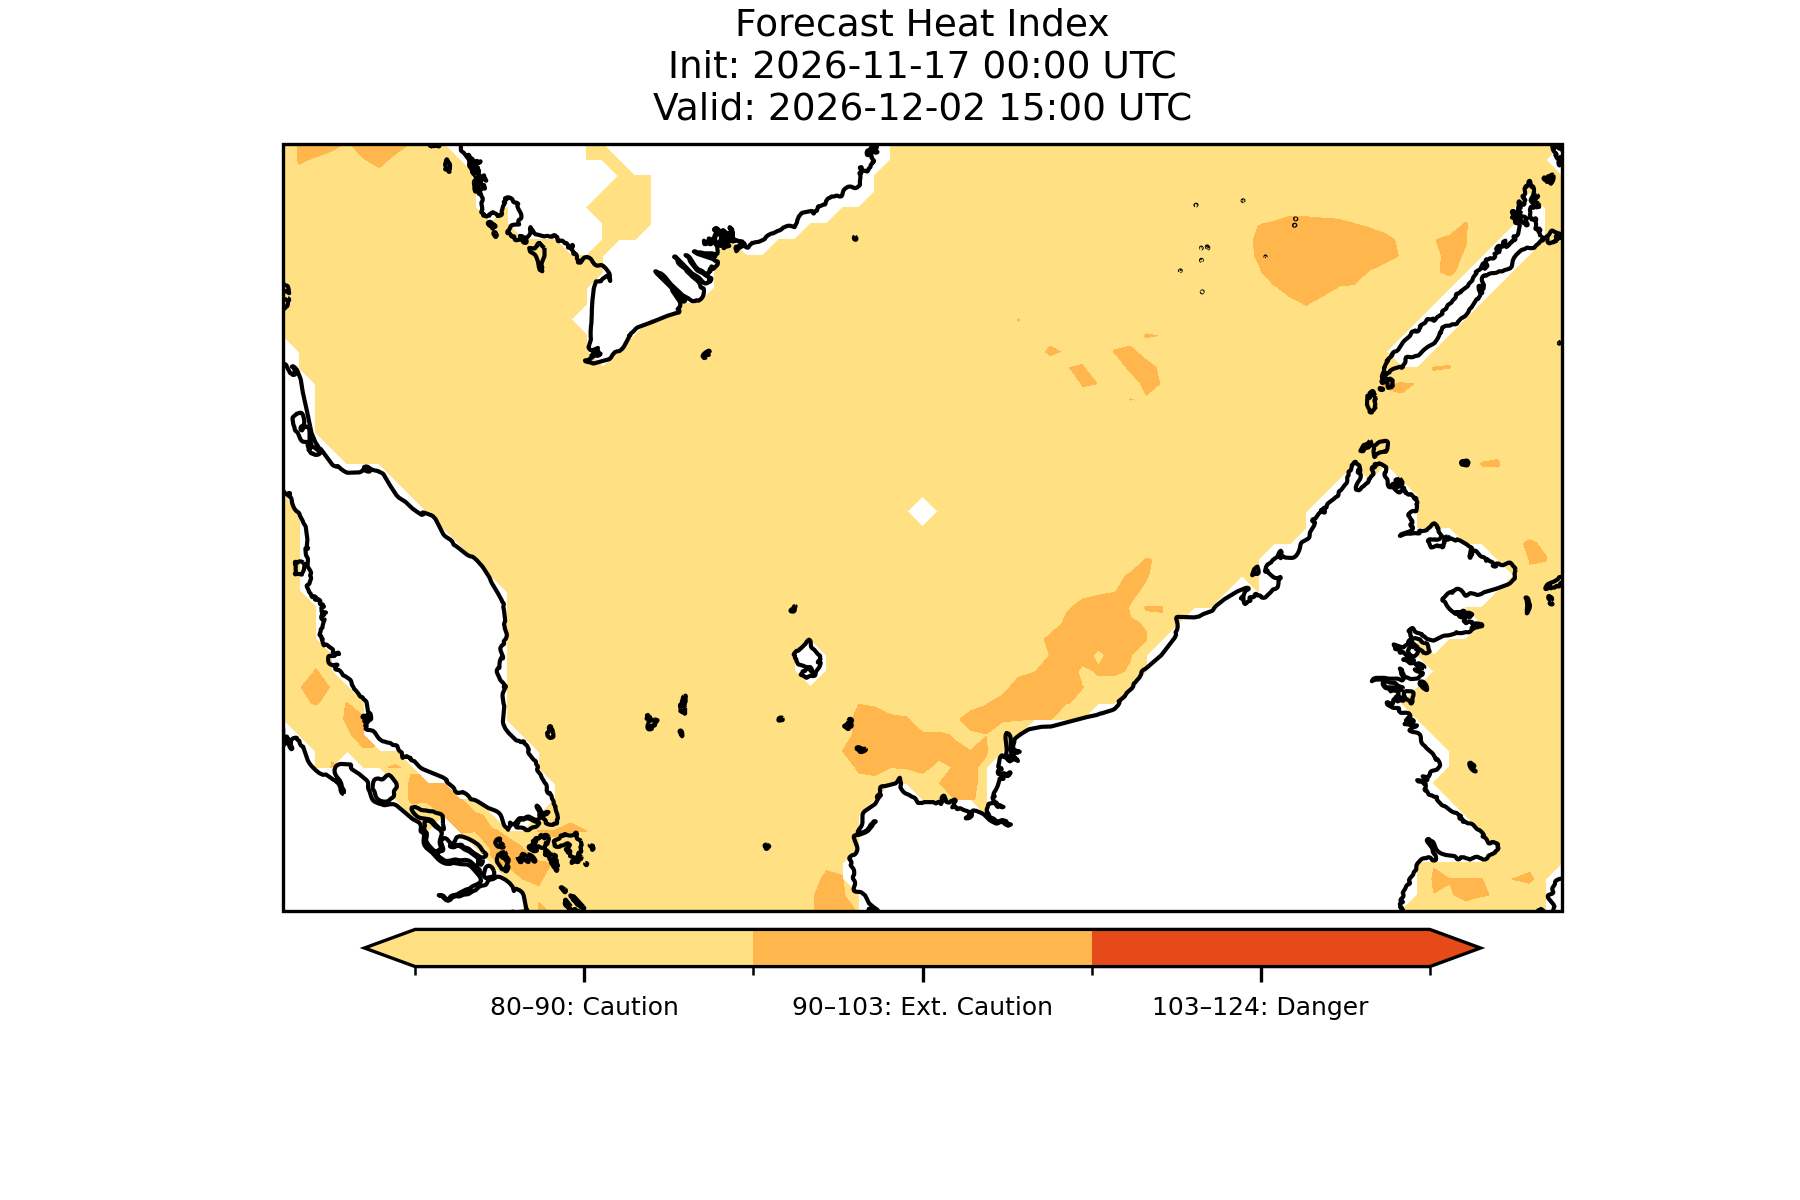 Forecast Heat Index
Init: 2026-11-17 00:00 UTC
Valid: 2026-12-02 15:00 UTC
80–90: Caution
90–103: Ext. Caution
103–124: Danger